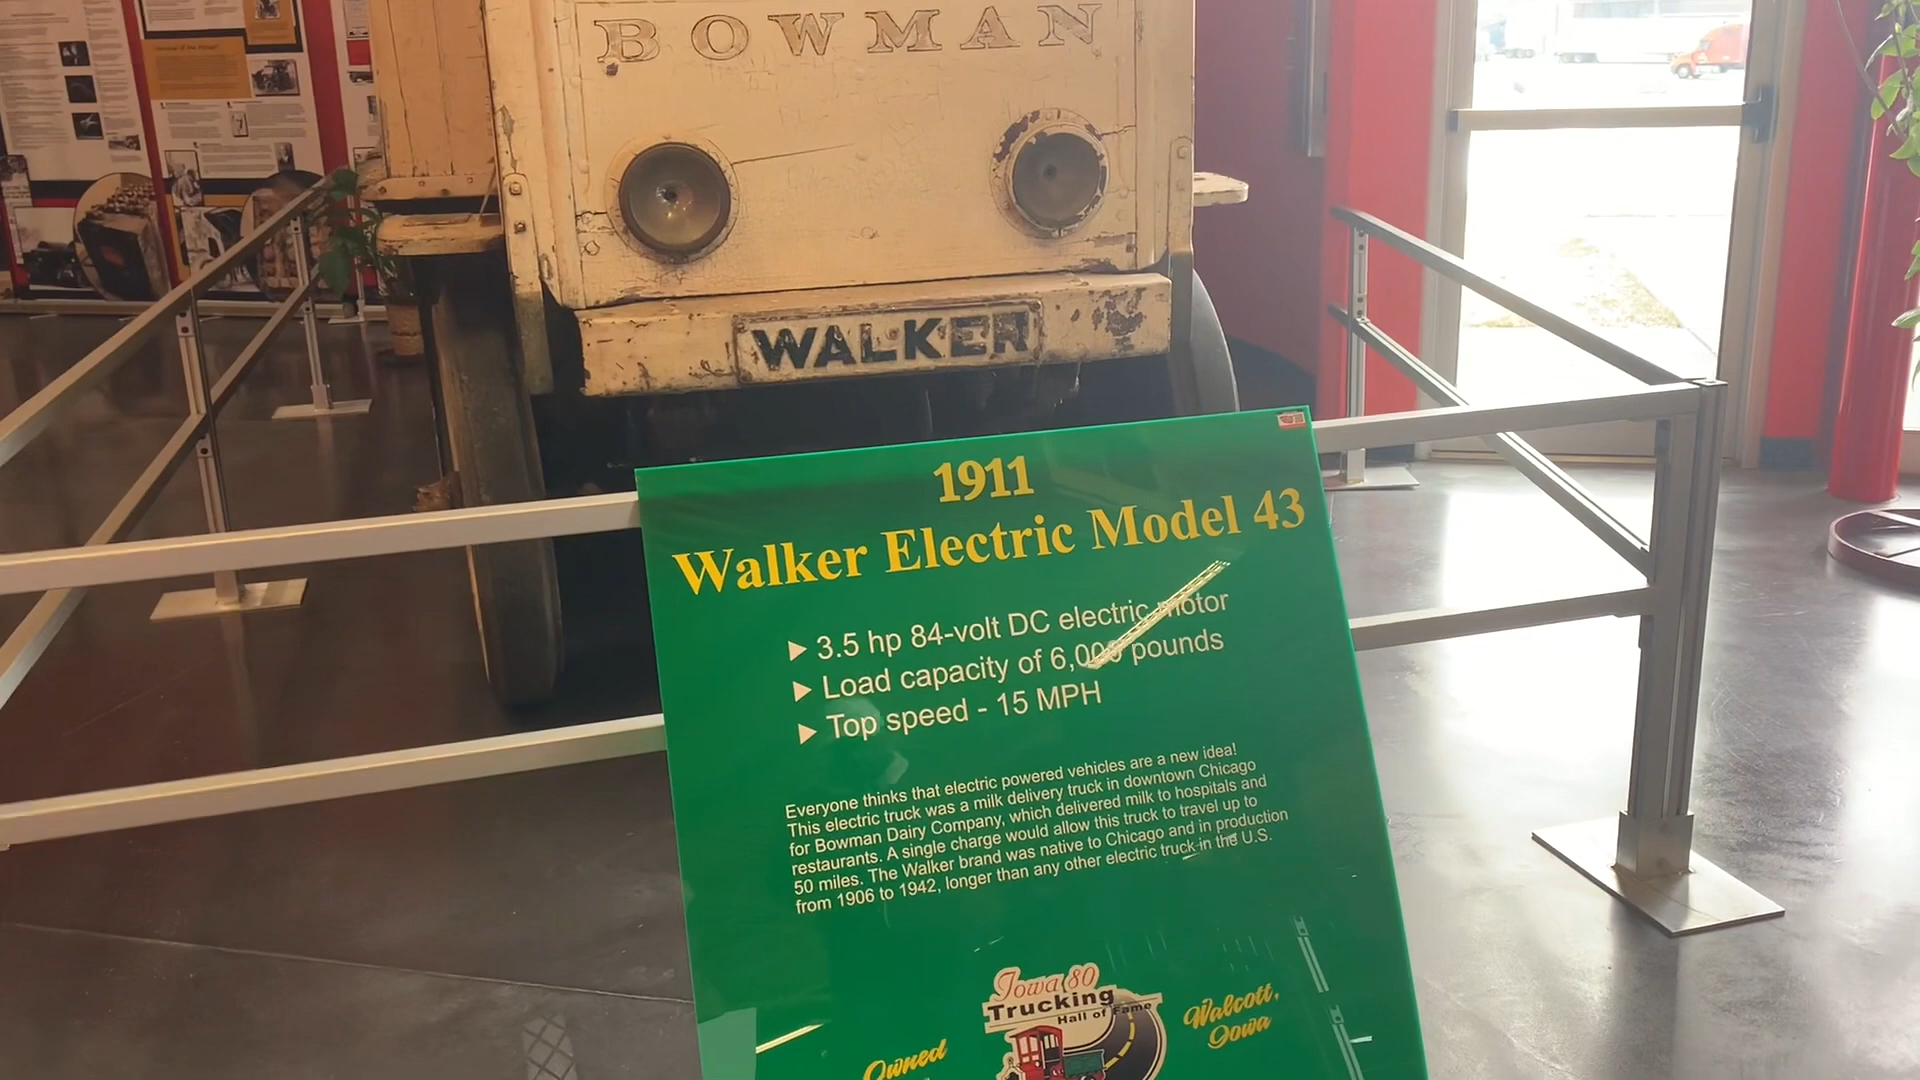 BOWMAN
WALKER
1911
Walker Electric Model 43
► 3.5 hp 84-volt DC electric motor
► Load capacity of 6,000 pounds
► Top speed - 15 MPH
Everyone thinks that electric powered vehicles are a new idea!
This electric truck was a milk delivery truck in downtown Chicago
for Bowman Dairy Company, which delivered milk to hospitals and
restaurants. A single charge would allow this truck to travel up to
50 miles. The Walker brand was native to Chicago and in production
from 1906 to 1942, longer than any other electric truck in the U.S.
Iowa 80
Trucking
Hall of Fame
Owned
Walcott,
Iowa